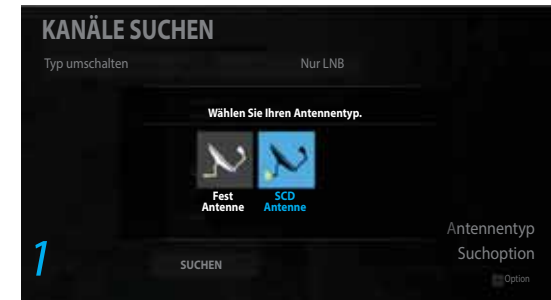 KANÄLE SUCHEN
Typ umschalten Nur LNB
Wählen Sie Ihren Antennentyp.
Fest
Antenne
SCD
Antenne
Antennentyp
Suchoption
Option
SUCHEN
1